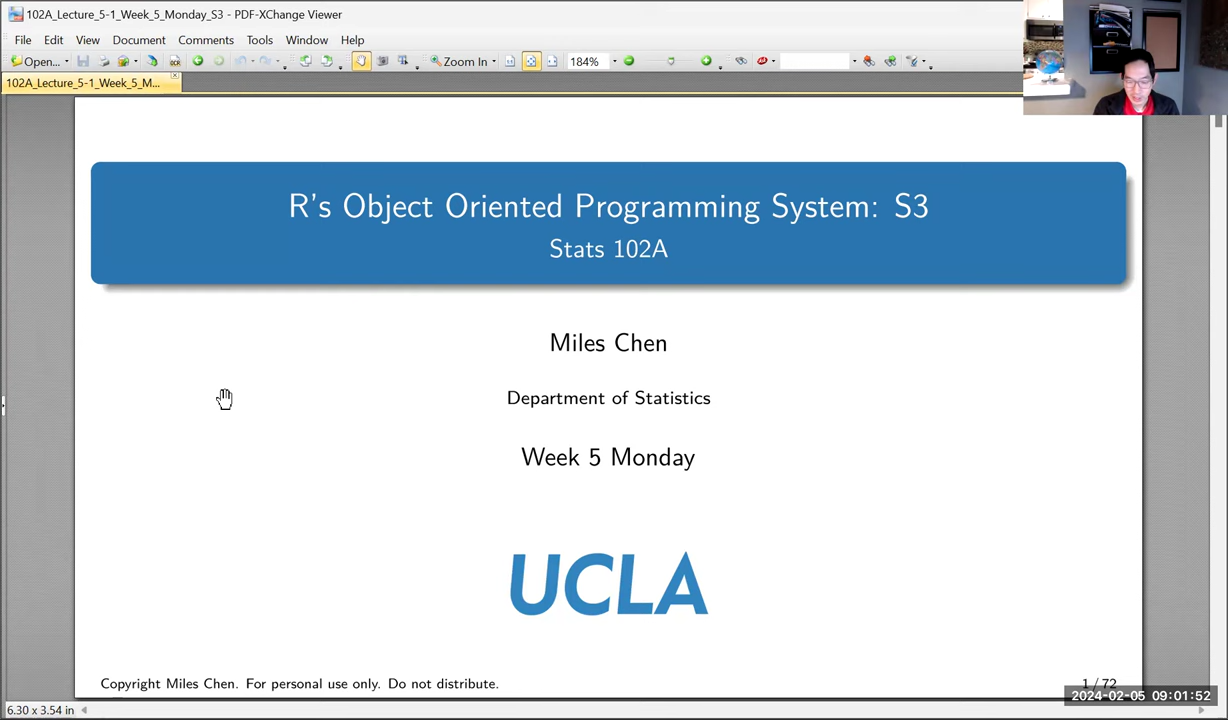 102A_Lecture_5-1_Week_5_Monday_S3 - PDF-XChange Viewer
File Edit View Document Comments Tools Window Help
Open... Zoom In 184%
102A_Lecture_5-1_Week_5_M...
R's Object Oriented Programming System: S3
Stats 102A
Miles Chen
Department of Statistics
Week 5 Monday
UCLA
Copyright Miles Chen. For personal use only. Do not distribute.
1 / 72
2024-02-05 09:01:52
6.30 x 3.54 in